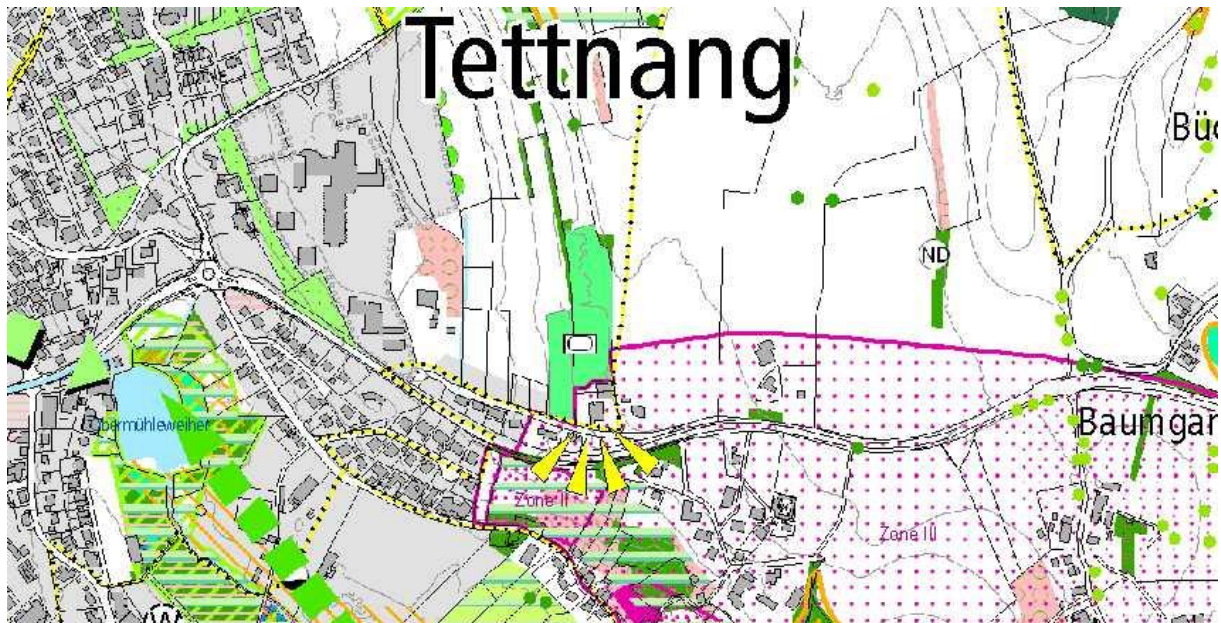 Tettnang
Büc
ND
Baumgar
Obermühleweiher
Zone II
Zone III
W